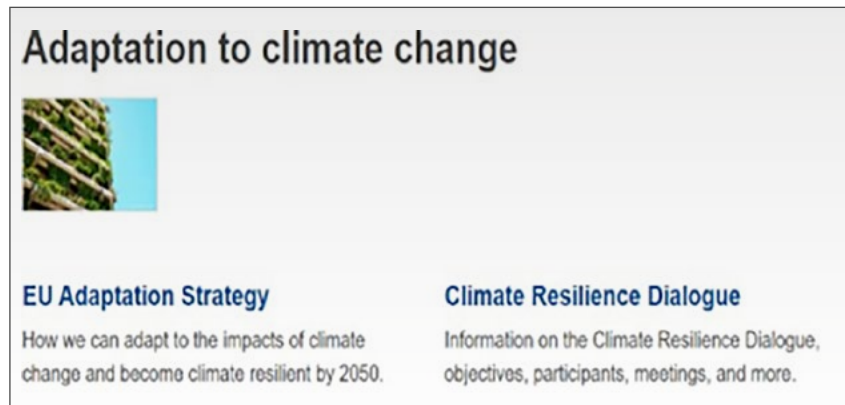 Adaptation to climate change
EU Adaptation Strategy
How we can adapt to the impacts of climate
change and become climate resilient by 2050.
Climate Resilience Dialogue
Information on the Climate Resilience Dialogue,
objectives, participants, meetings, and more.